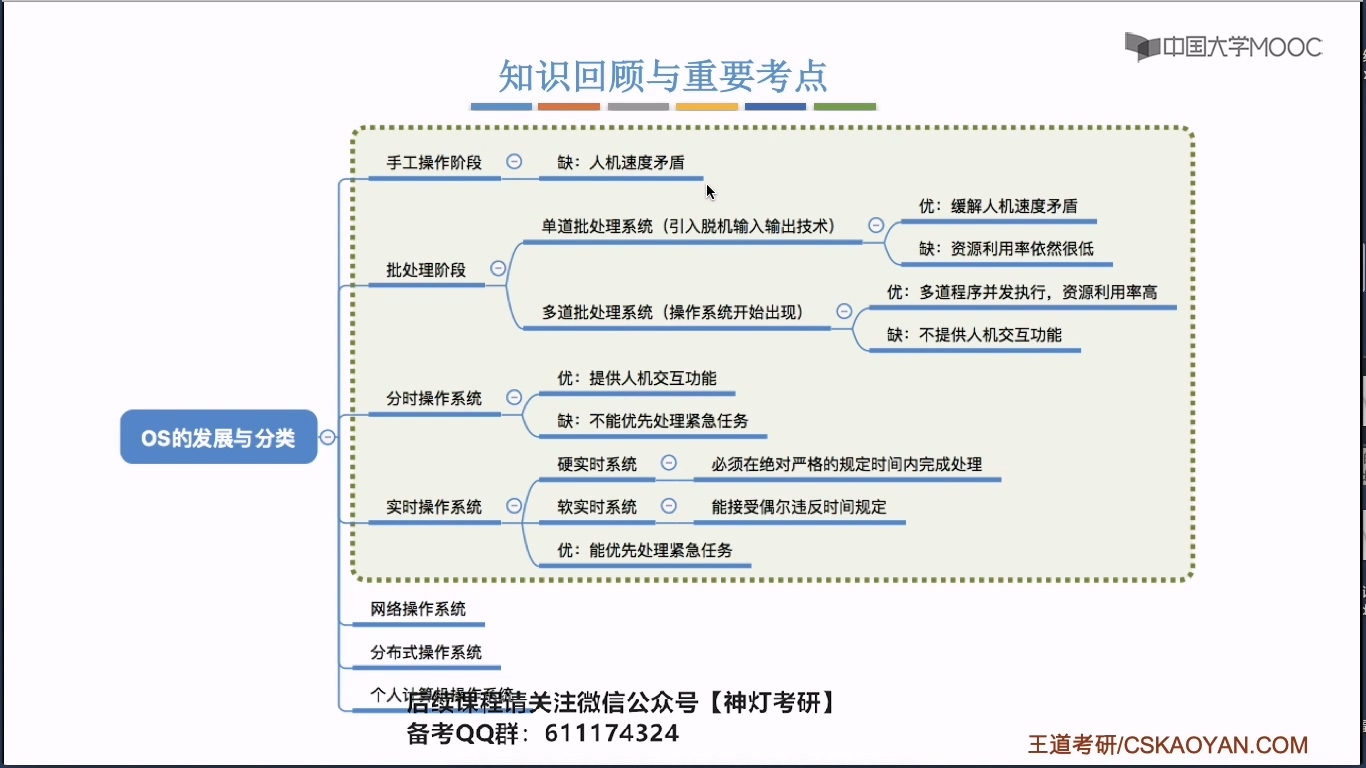 中国大学MOOC
知识回顾与重要考点
手工操作阶段
缺：人机速度矛盾
批处理阶段
单道批处理系统（引入脱机输入输出技术）
优：缓解人机速度矛盾
缺：资源利用率依然很低
多道批处理系统（操作系统开始出现）
优：多道程序并发执行，资源利用率高
缺：不提供人机交互功能
OS的发展与分类
分时操作系统
优：提供人机交互功能
缺：不能优先处理紧急任务
实时操作系统
硬实时系统
必须在绝对严格的规定时间内完成处理
软实时系统
能接受偶尔违反时间规定
优：能优先处理紧急任务
网络操作系统
分布式操作系统
个人计算机操作系统
后续课程请关注微信公众号【神灯考研】
备考QQ群：611174324
王道考研/CSKAOYAN.COM